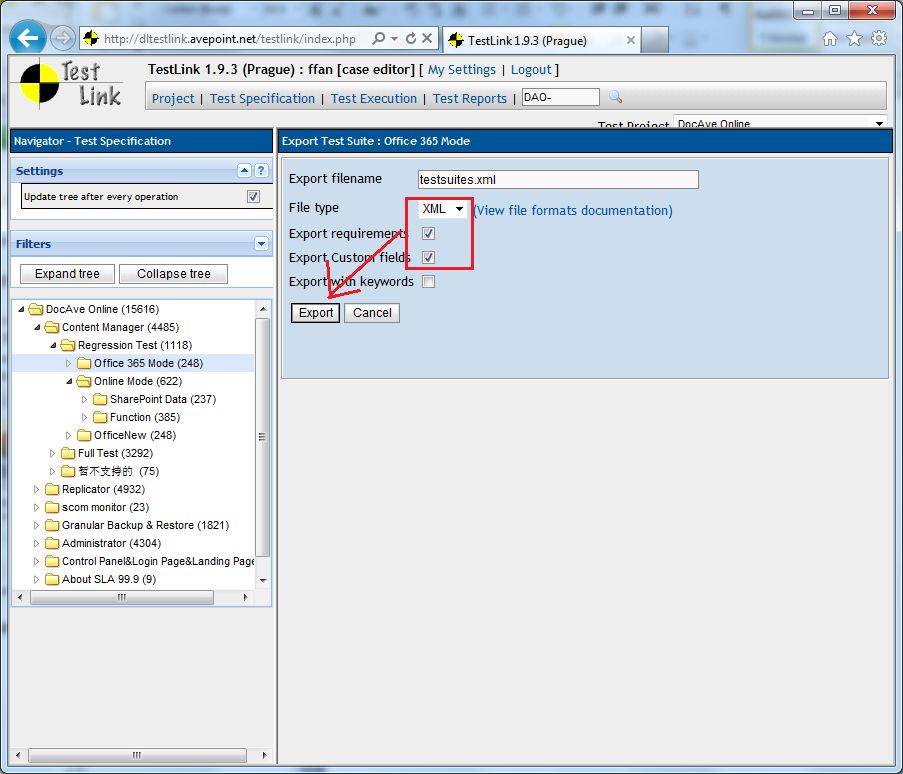 http://dltestlink.avepoint.net/testlink/index.php
TestLink 1.9.3 (Prague)
Test Link
TestLink 1.9.3 (Prague) : ffan [case editor] [ My Settings | Logout ]
Project | Test Specification | Test Execution | Test Reports | DAO-
Test Project DocAve Online
Navigator - Test Specification
Settings
Update tree after every operation
Filters
Expand tree Collapse tree
DocAve Online (15616)
Content Manager (4485)
Regression Test (1118)
Office 365 Mode (248)
Online Mode (622)
SharePoint Data (237)
Function (385)
OfficeNew (248)
Full Test (3292)
暂不支持的 (75)
Replicator (4932)
scom monitor (23)
Granular Backup & Restore (1821)
Administrator (4304)
Control Panel&Login Page&Landing Page
About SLA 99.9 (9)
Export Test Suite : Office 365 Mode
Export filename testsuites.xml
File type XML (View file formats documentation)
Export requirements
Export Custom fields
Export with keywords
Export Cancel